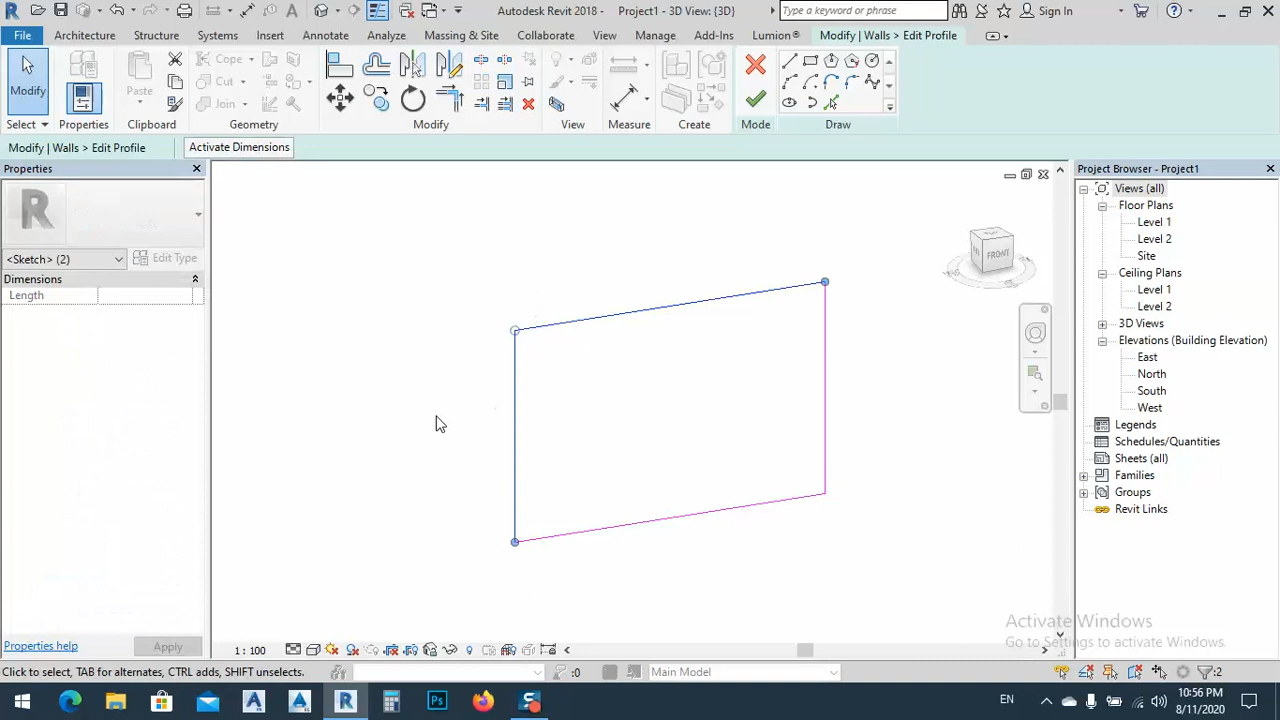 Autodesk Revit 2018 - Project1 - 3D View: {3D}
Type a keyword or phrase
Sign In
File
Architecture
Structure
Systems
Insert
Annotate
Analyze
Massing & Site
Collaborate
View
Manage
Add-Ins
Lumion®
Modify | Walls > Edit Profile
Modify
Paste
Cope
Cut
Join
Select
Properties
Clipboard
Geometry
Modify
View
Measure
Create
Mode
Draw
Modify | Walls > Edit Profile
Activate Dimensions
Properties
R
<Sketch> (2)
Edit Type
Dimensions
Length
Properties help
Apply
FRONT
Project Browser - Project1
Views (all)
Floor Plans
Level 1
Level 2
Site
Ceiling Plans
Level 1
Level 2
3D Views
Elevations (Building Elevation)
East
North
South
West
Legends
Schedules/Quantities
Sheets (all)
Families
Groups
Revit Links
Activate Windows
Go to Settings to activate Windows.
1 : 100
Click to select, TAB for alternates, CTRL adds, SHIFT unselects.
:0
Main Model
:2
EN
10:56 PM
8/11/2020